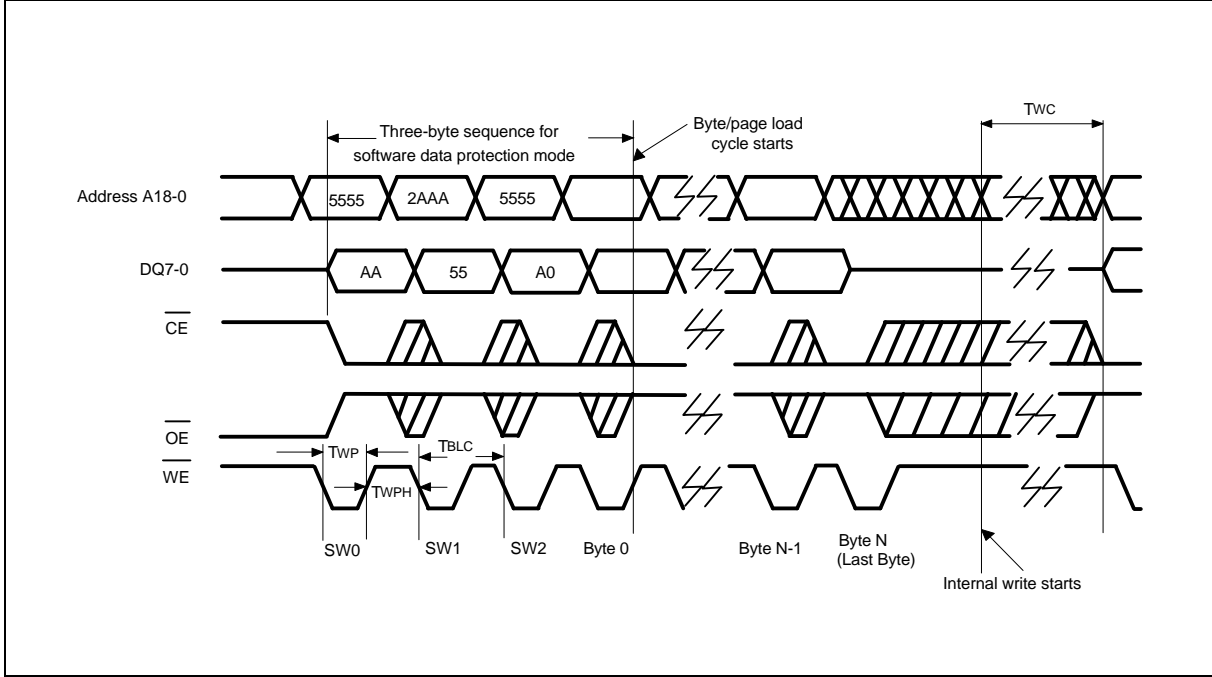 TWC
Three-byte sequence for
software data protection mode
Byte/page load
cycle starts
Address A18-0
5555
2AAA
5555
DQ7-0
AA
55
A0
CE
OE
TWP
TBLC
WE
TWPH
SW0
SW1
SW2
Byte 0
Byte N-1
Byte N
(Last Byte)
Internal write starts